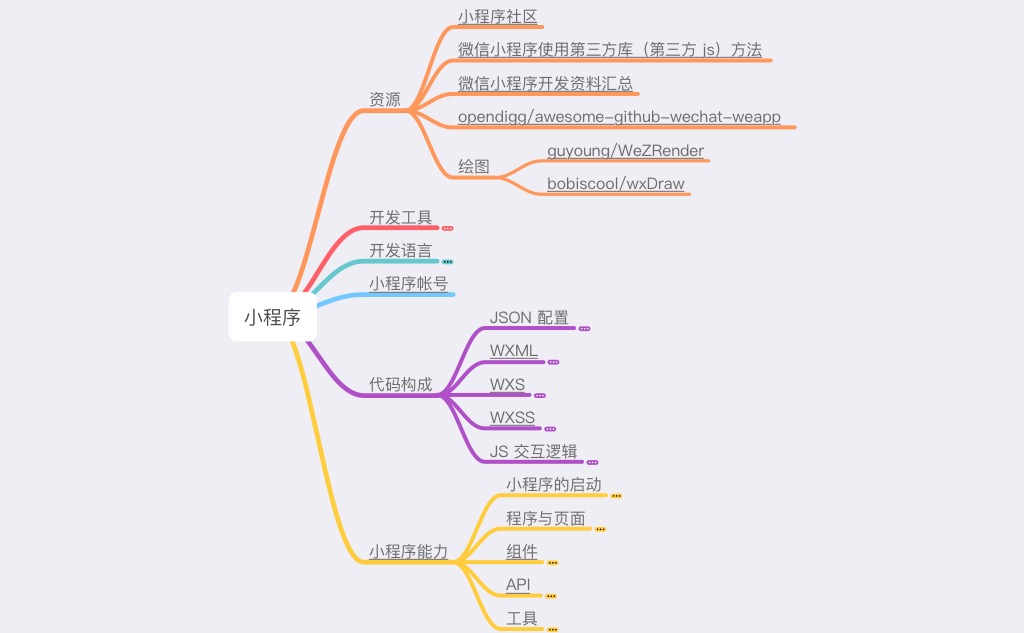 小程序社区
微信小程序使用第三方库（第三方 js）方法
微信小程序开发资料汇总
资源
opendigg/awesome-github-wechat-weapp
guyoung/WeZRender
绘图
bobiscool/wxDraw
开发工具
开发语言
小程序帐号
小程序
JSON 配置
WXML
代码构成
WXS
WXSS
JS 交互逻辑
小程序的启动
程序与页面
小程序能力
组件
API
工具